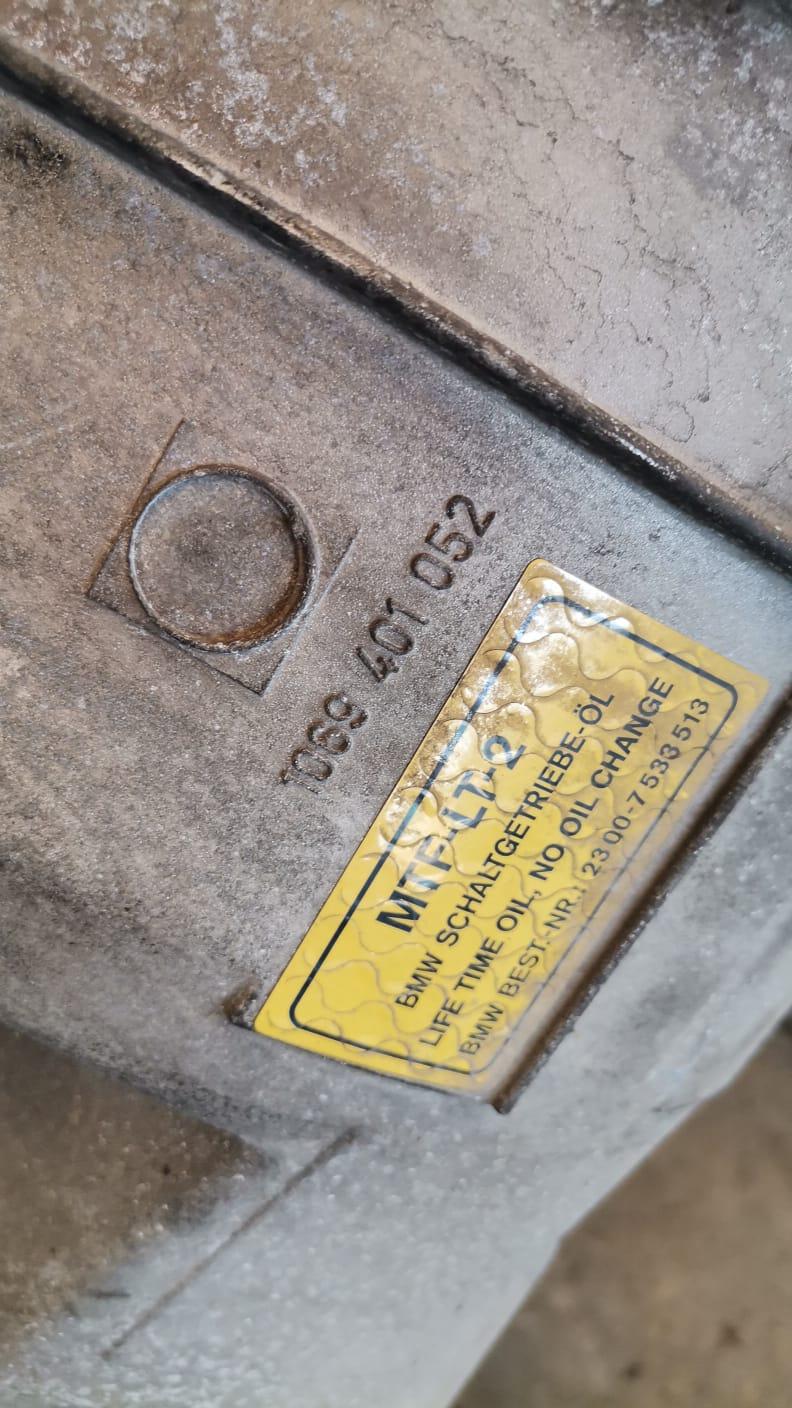 1069 401 052
MTF-LT-2
BMW SCHALTGETRIEBE-ÖL
LIFE TIME OIL, NO OIL CHANGE
BMW BEST.-NR.: 23 00-7 533 513